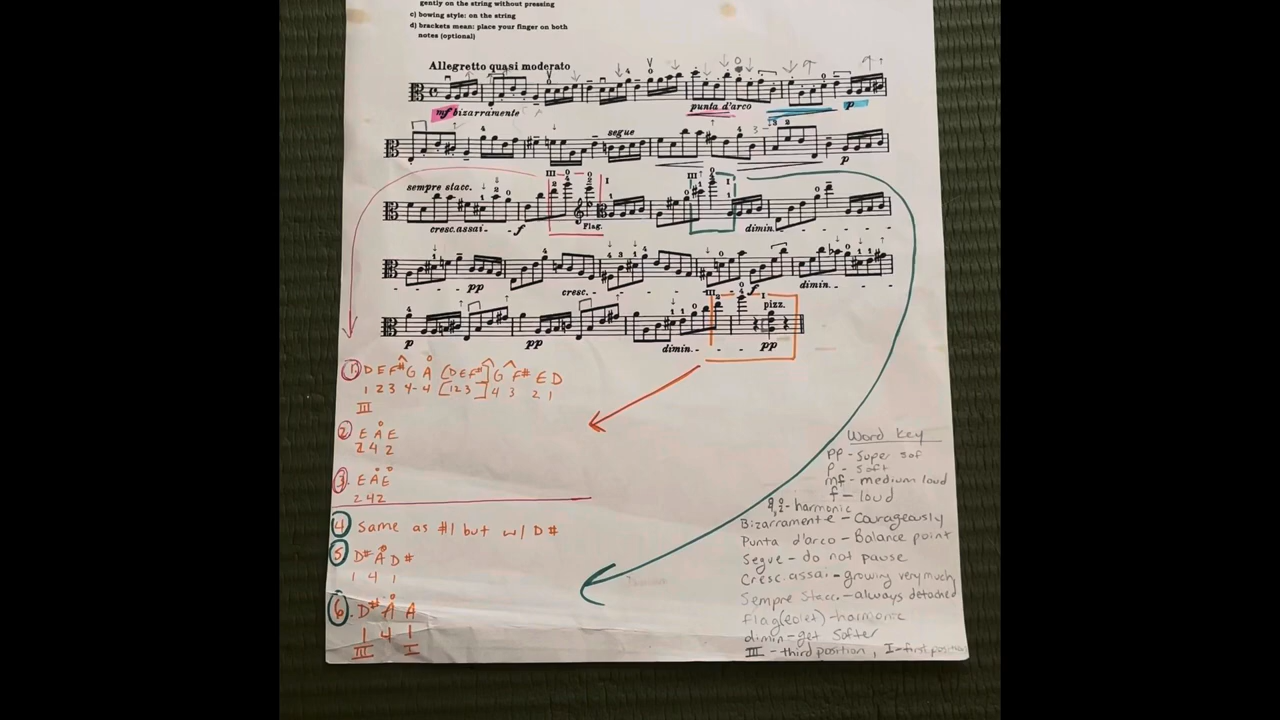 gently on the string without pressing
c) bowing style: on the string
d) brackets mean: place your finger on both
notes (optional)
Allegretto quasi moderato
mf bizarramente
punta d'arco
p
segue
p
sempre stacc.
III
I
III
I
cresc. assai
f
Flag.
dimin.
pp
cresc.
f
dimin.
III
I
pizz.
p
pp
dimin.
pp
1. D E F# G A [D E F#] G F# E D
1 2 3 4-4 [1 2 3] 4 3 2 1
III
2. E A E
2 4 2
3. E A E
2 4 2
4 Same as #1 but w/ D#
5 D# A D#
1 4 1
6. D# A A
1 4 1
III I
Word Key
pp - Super sof
p - soft
mf - medium loud
f - loud
- harmonic
Bizarramente - Courageously
Punta d'arco - Balance point
Segue - do not pause
Cresc. assai - growing very much
Sempre Stacc. - always detached
flag(eolet) - harmonic
dimin - get Softer
III - third position, I - first position